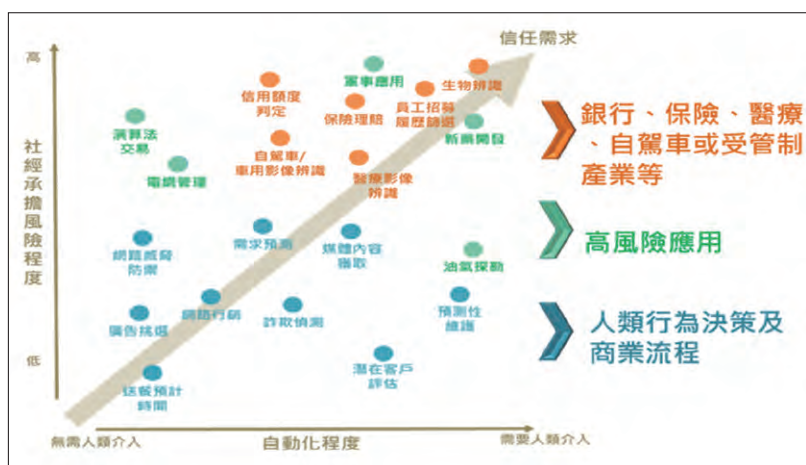 信任需求
高
社經承擔風險程度
低
軍事應用
生物辨識
信用額度
判定
保險理賠
員工招募
履歷篩選
演算法
交易
新藥開發
自駕車/
車用影像辨識
醫療影像
辨識
電網管理
需求預測
媒體內容
獲取
網路威脅
防禦
油氣探勘
廣告挑選
網路行銷
詐欺偵測
預測性
維護
送餐預計
時間
潛在客戶
評估
無需人類介入
自動化程度
需要人類介入
銀行、保險、醫療
、自駕車或受管制
產業等
高風險應用
人類行為決策及
商業流程